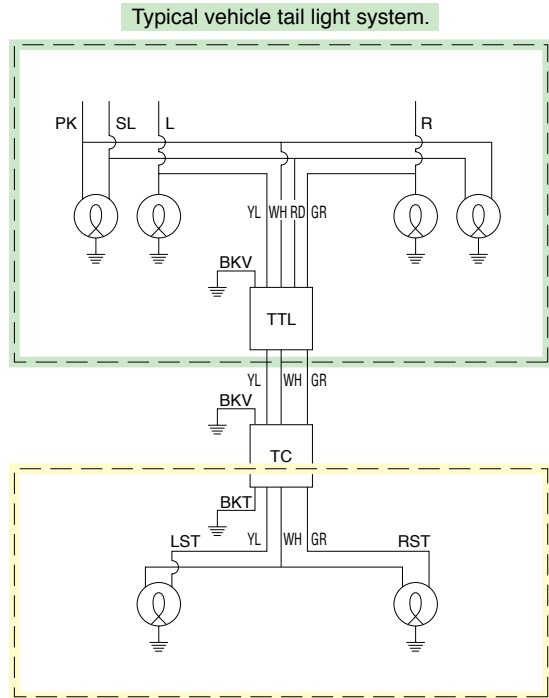 Typical vehicle tail light system.
PK SL L R
YL WH RD GR
BKV
TTL
YL WH GR
BKV
TC
BKT
LST YL WH GR RST